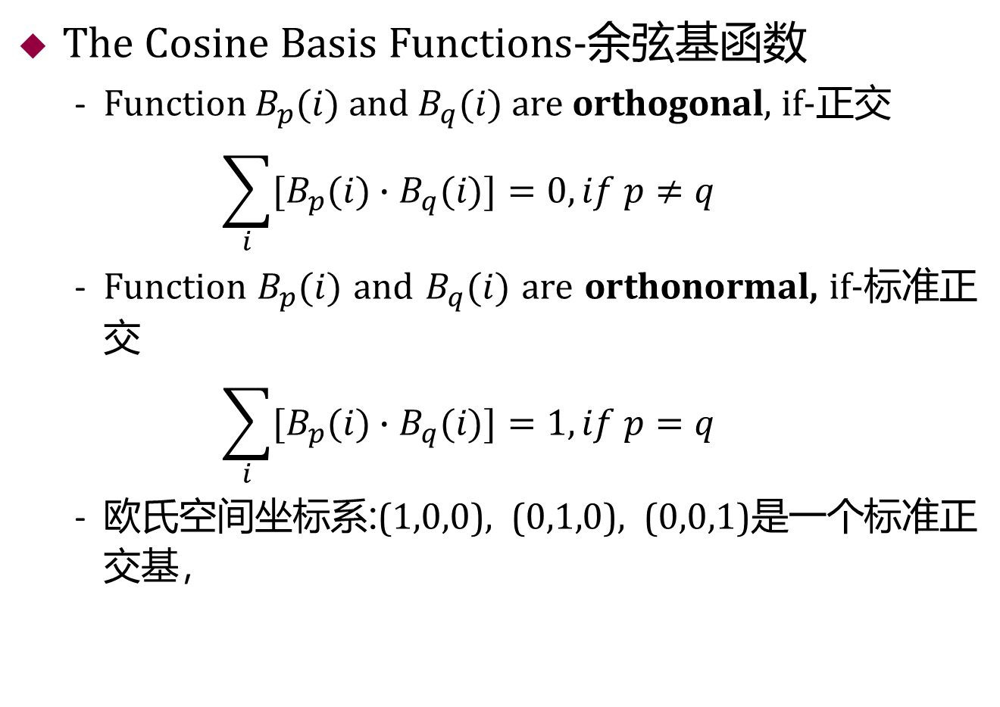 ◆ The Cosine Basis Functions-余弦基函数
- Function $B_p(i)$ and $B_q(i)$ are orthogonal, if-正交
$\sum_i [B_p(i) \cdot B_q(i)] = 0, if\ p \neq q$
- Function $B_p(i)$ and $B_q(i)$ are orthonormal, if-标准正
交
$\sum_i [B_p(i) \cdot B_q(i)] = 1, if\ p = q$
- 欧氏空间坐标系:(1,0,0), (0,1,0), (0,0,1)是一个标准正
交基,